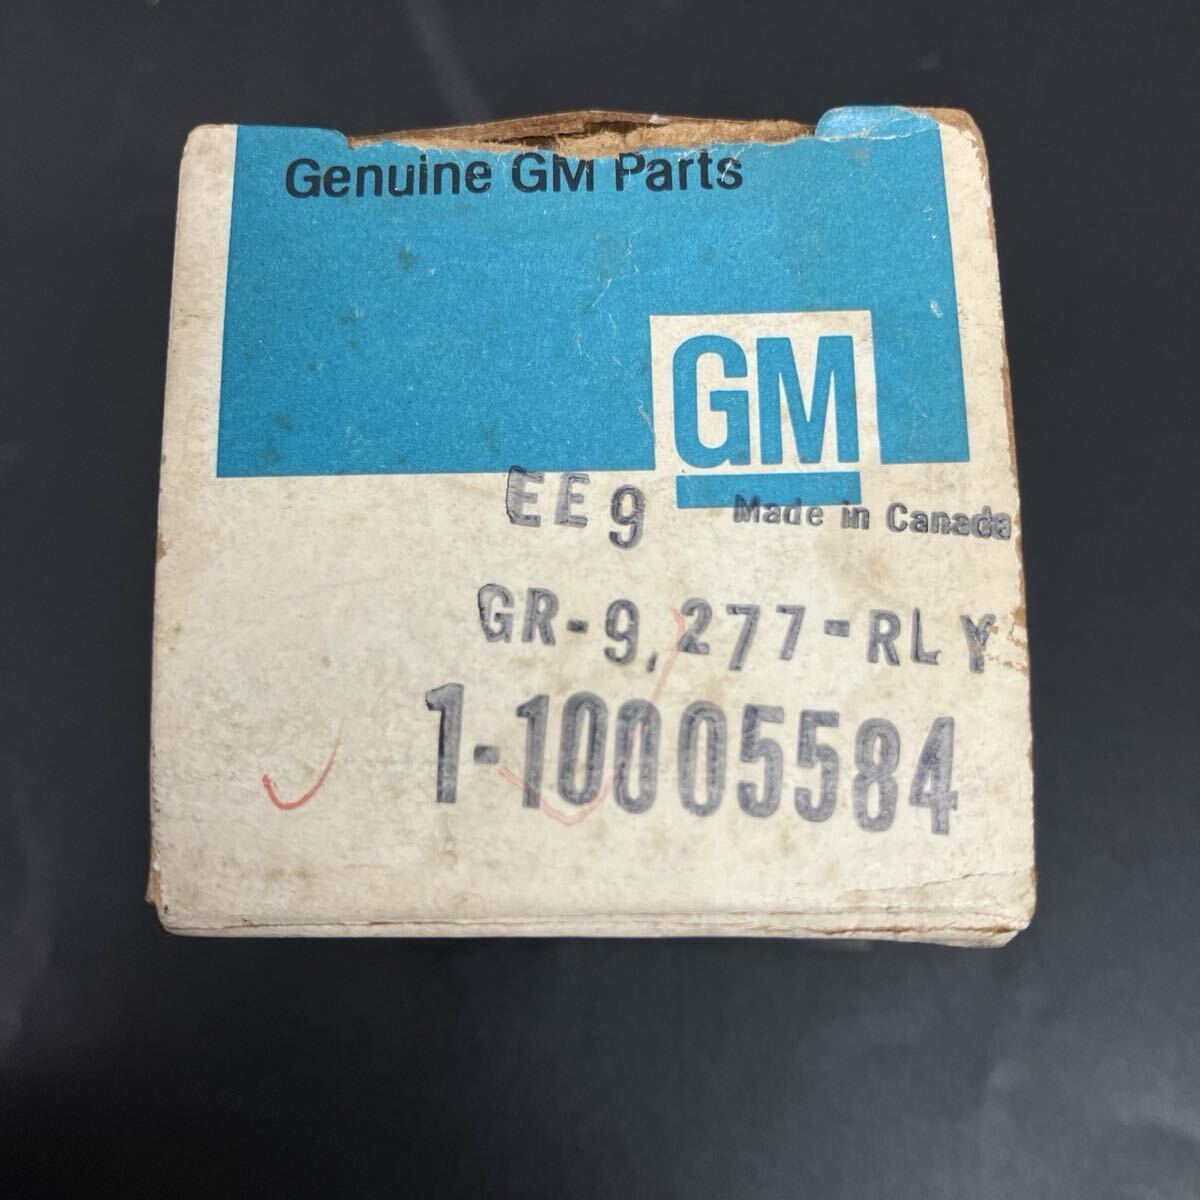 Genuine GM Parts
GM
EE9
Made in Canada
GR-9,277-RLY
1-10005584